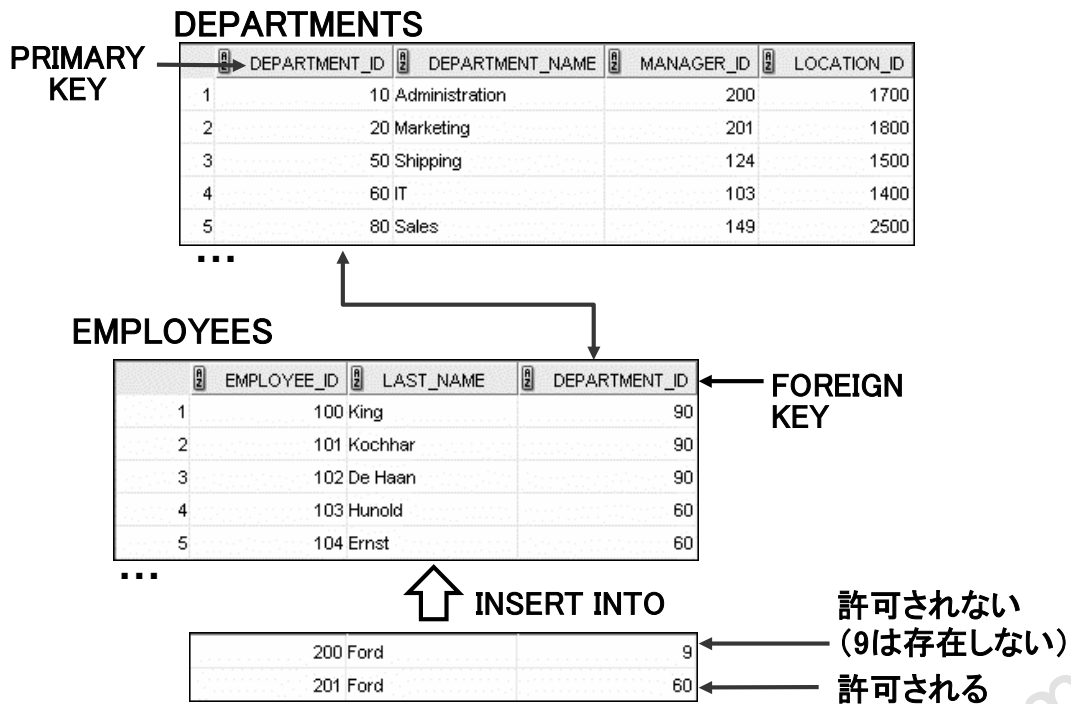 DEPARTMENTS
PRIMARY
KEY
DEPARTMENT_ID DEPARTMENT_NAME MANAGER_ID LOCATION_ID
1 10 Administration 200 1700
2 20 Marketing 201 1800
3 50 Shipping 124 1500
4 60 IT 103 1400
5 80 Sales 149 2500
...
EMPLOYEES
EMPLOYEE_ID LAST_NAME DEPARTMENT_ID
FOREIGN
KEY
1 100 King 90
2 101 Kochhar 90
3 102 De Haan 90
4 103 Hunold 60
5 104 Ernst 60
...
INSERT INTO
許可されない
(9は存在しない)
200 Ford 9
201 Ford 60
許可される